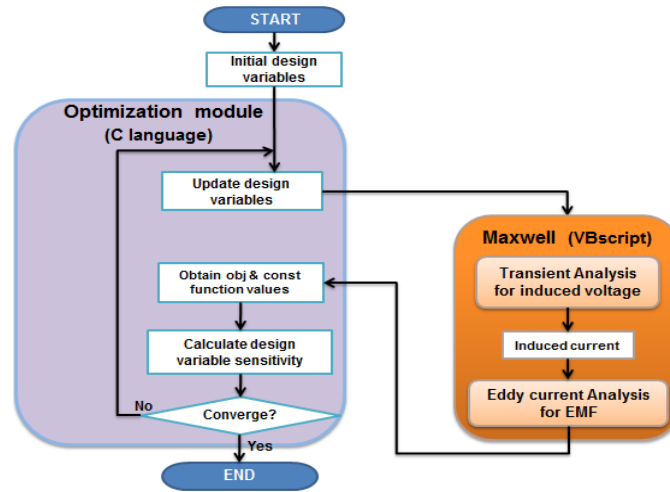 START
Initial design
variables
Optimization module
(C language)
Update design
variables
Maxwell (VBscript)
Transient Analysis
for induced voltage
Obtain obj & const
function values
Induced current
Calculate design
variable sensitivity
Eddy current Analysis
for EMF
No
Converge?
Yes
END